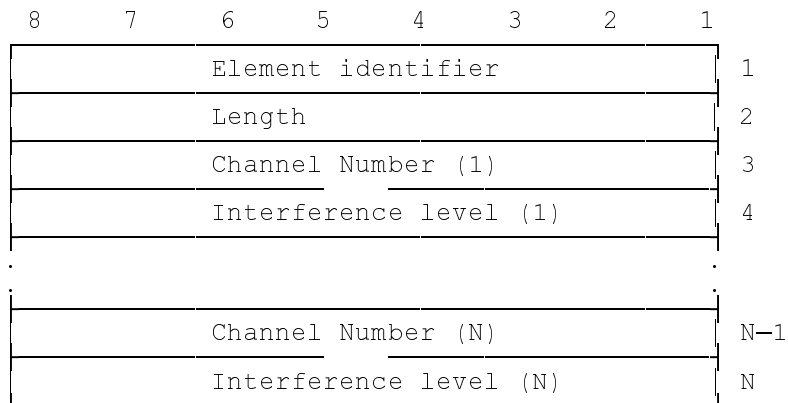 8 7 6 5 4 3 2 1
Element identifier 1
Length 2
Channel Number (1) 3
Interference level (1) 4
Channel Number (N) N-1
Interference level (N) N